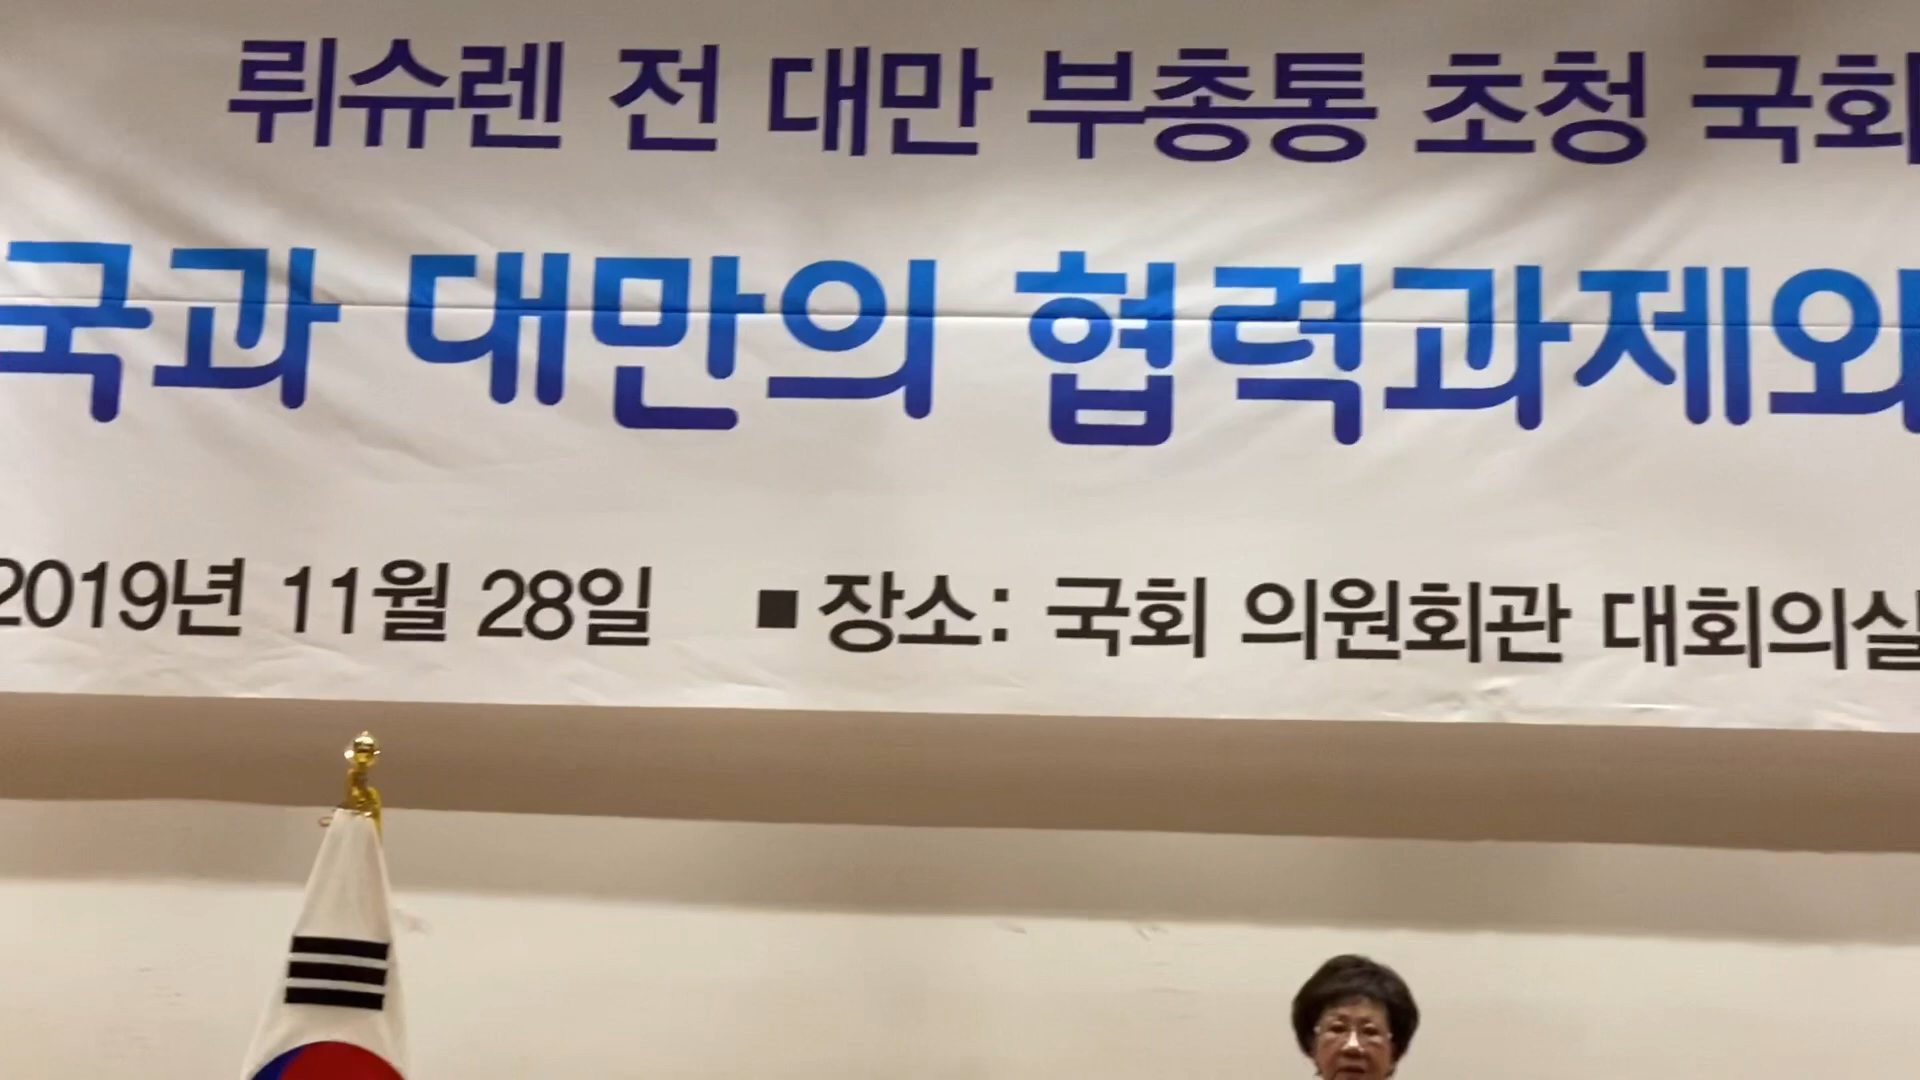 뤼슈렌 전 대만 부총통 초청 국회
국과 대만의 협력과제와
2019년 11월 28일 ■ 장소: 국회 의원회관 대회의실